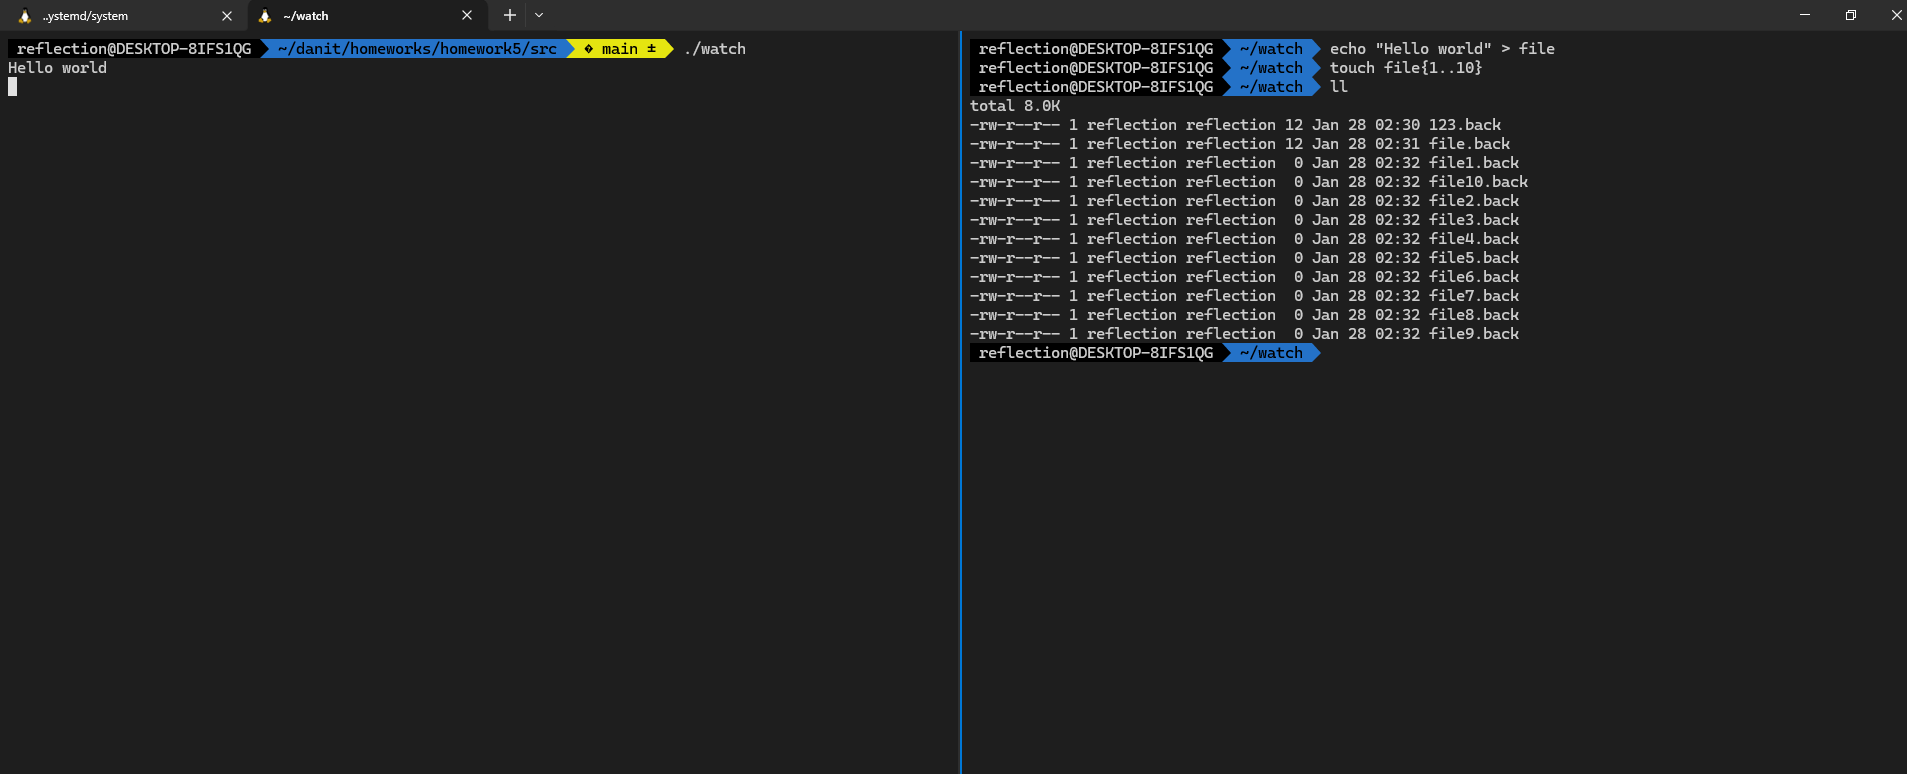 ..ystemd/system
~/watch
reflection@DESKTOP-8IFS1QG ~/danit/homeworks/homework5/src � main ± ./watch
Hello world
reflection@DESKTOP-8IFS1QG ~/watch echo "Hello world" > file
reflection@DESKTOP-8IFS1QG ~/watch touch file{1..10}
reflection@DESKTOP-8IFS1QG ~/watch ll
total 8.0K
-rw-r--r-- 1 reflection reflection 12 Jan 28 02:30 123.back
-rw-r--r-- 1 reflection reflection 12 Jan 28 02:31 file.back
-rw-r--r-- 1 reflection reflection  0 Jan 28 02:32 file1.back
-rw-r--r-- 1 reflection reflection  0 Jan 28 02:32 file10.back
-rw-r--r-- 1 reflection reflection  0 Jan 28 02:32 file2.back
-rw-r--r-- 1 reflection reflection  0 Jan 28 02:32 file3.back
-rw-r--r-- 1 reflection reflection  0 Jan 28 02:32 file4.back
-rw-r--r-- 1 reflection reflection  0 Jan 28 02:32 file5.back
-rw-r--r-- 1 reflection reflection  0 Jan 28 02:32 file6.back
-rw-r--r-- 1 reflection reflection  0 Jan 28 02:32 file7.back
-rw-r--r-- 1 reflection reflection  0 Jan 28 02:32 file8.back
-rw-r--r-- 1 reflection reflection  0 Jan 28 02:32 file9.back
reflection@DESKTOP-8IFS1QG ~/watch